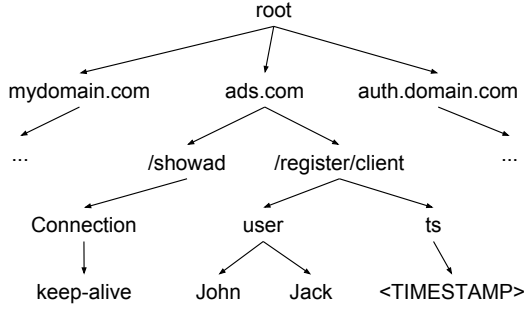 root
mydomain.com ads.com auth.domain.com
... /showad /register/client ...
Connection user ts
keep-alive John Jack <TIMESTAMP>